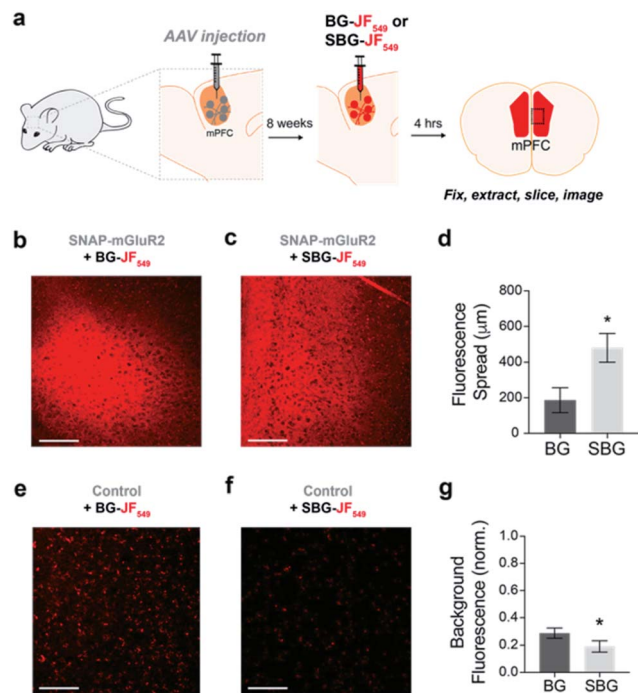 a
AAV injection
mPFC
8 weeks
BG-JF549 or
SBG-JF549
4 hrs
mPFC
Fix, extract, slice, image
b
SNAP-mGluR2
+ BG-JF549
c
SNAP-mGluR2
+ SBG-JF549
d
Fluorescence
Spread (μm)
800
600
400
200
0
*
BG
SBG
e
Control
+ BG-JF549
f
Control
+ SBG-JF549
g
Background
Fluorescence (norm.)
1.0
0.8
0.6
0.4
0.2
0.0
*
BG
SBG